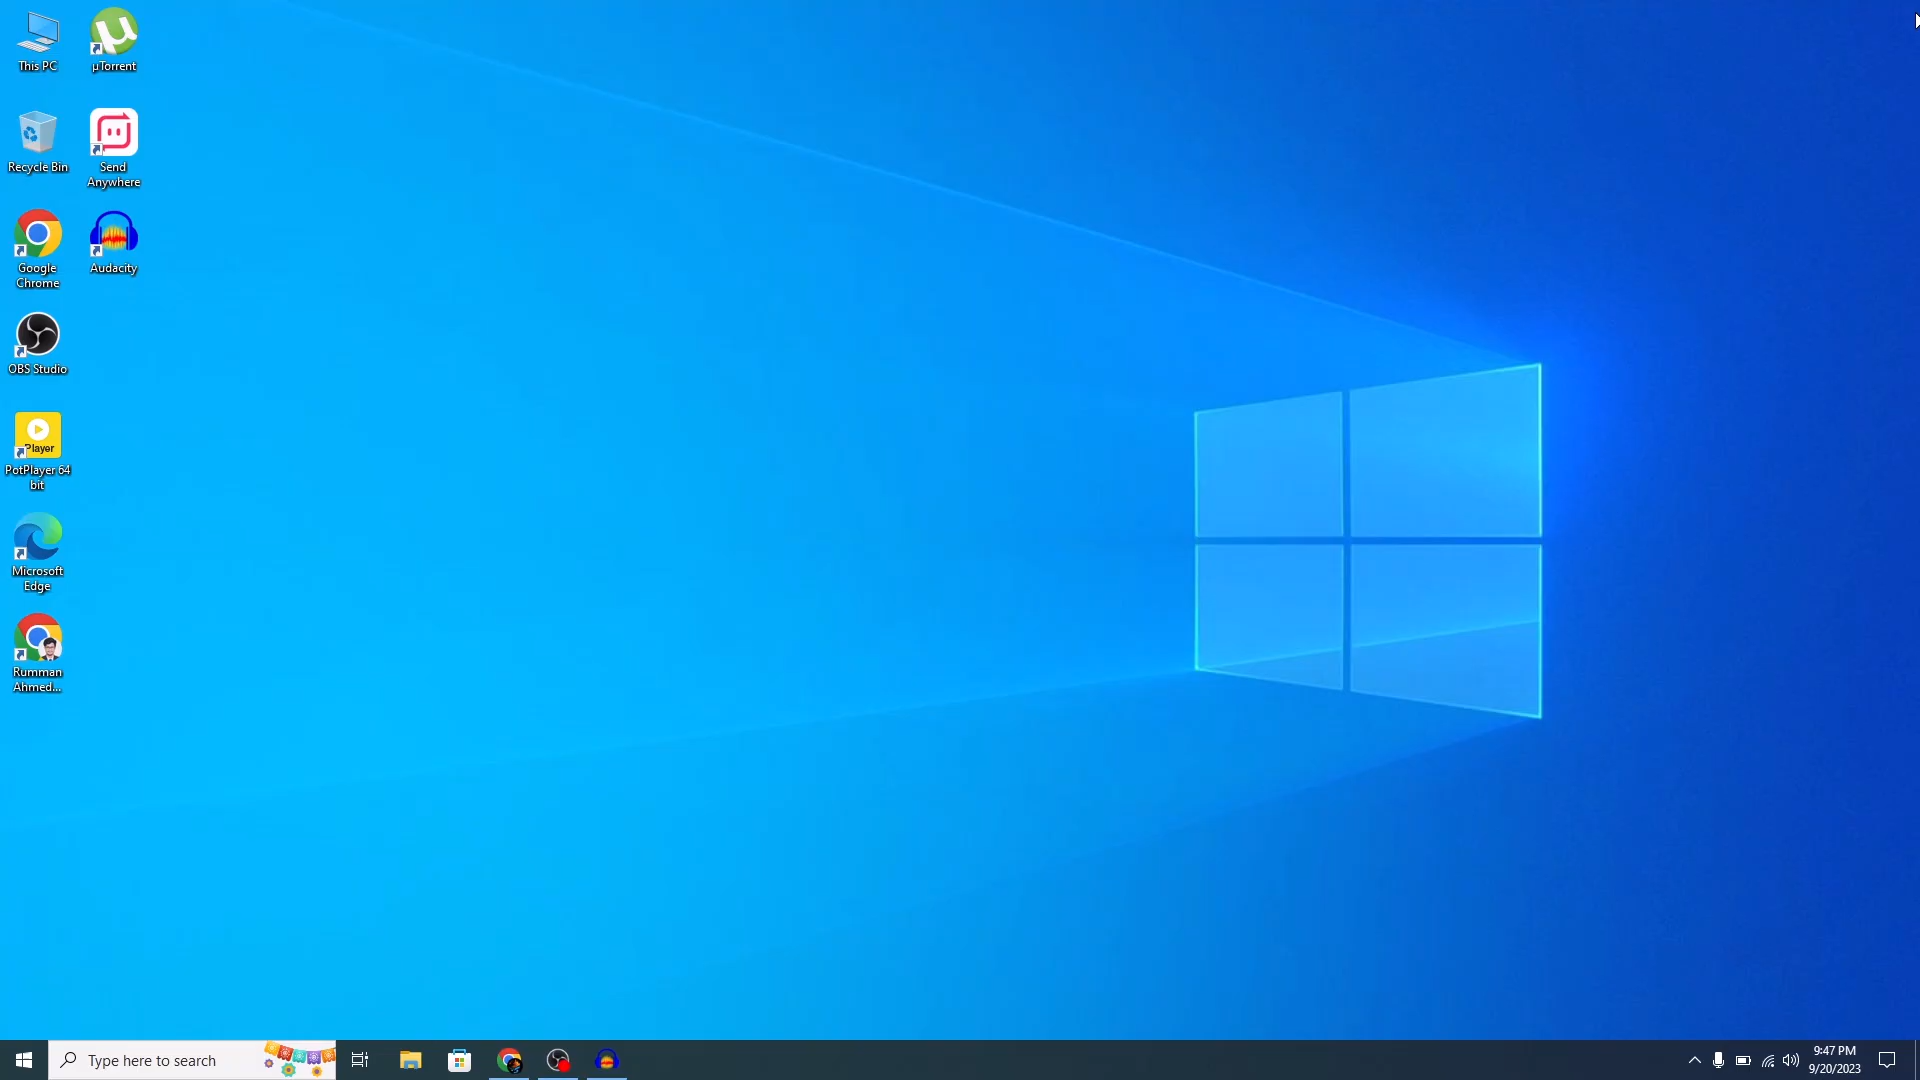 This PC
µTorrent
Recycle Bin
Send
Anywhere
Google
Chrome
Audacity
OBS Studio
Player
PotPlayer 64
bit
Microsoft
Edge
Rumman
Ahmed...
Type here to search
9:47 PM
9/20/2023